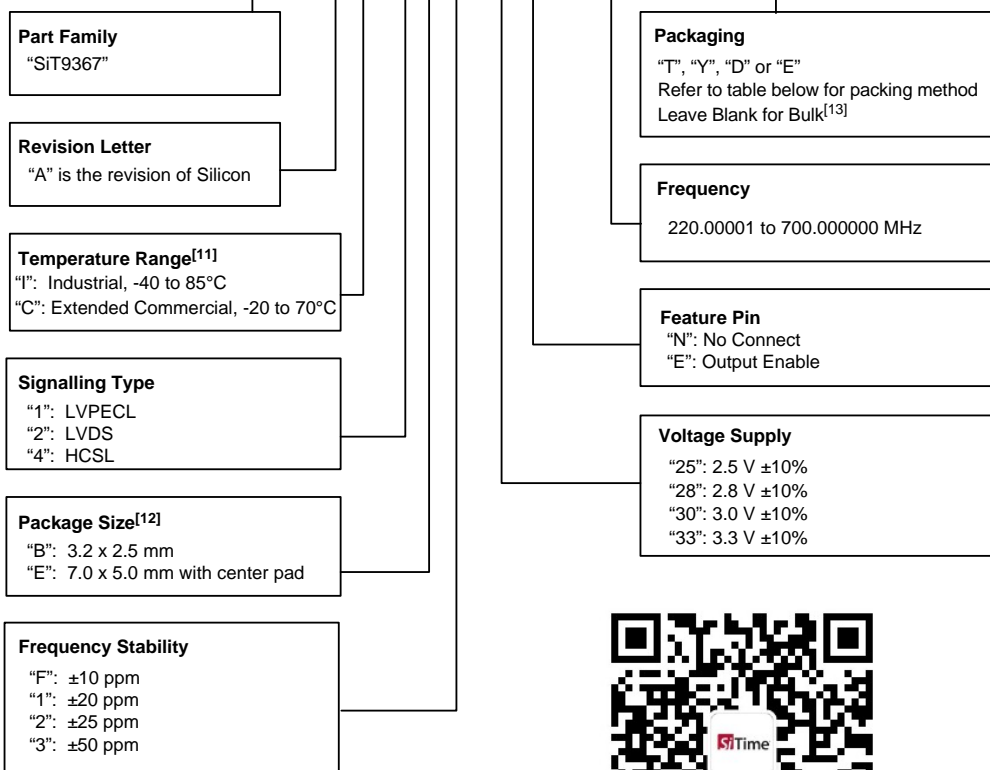 Part Family
“SiT9367”
Revision Letter
“A” is the revision of Silicon
Temperature Range[11]
“I”: Industrial, -40 to 85°C
“C”: Extended Commercial, -20 to 70°C
Signalling Type
“1”: LVPECL
“2”: LVDS
“4”: HCSL
Package Size[12]
“B”: 3.2 x 2.5 mm
“E”: 7.0 x 5.0 mm with center pad
Frequency Stability
“F”: ±10 ppm
“1”: ±20 ppm
“2”: ±25 ppm
“3”: ±50 ppm
Packaging
“T”, “Y”, “D” or “E”
Refer to table below for packing method
Leave Blank for Bulk[13]
Frequency
220.00001 to 700.000000 MHz
Feature Pin
“N”: No Connect
“E”: Output Enable
Voltage Supply
“25”: 2.5 V ±10%
“28”: 2.8 V ±10%
“30”: 3.0 V ±10%
“33”: 3.3 V ±10%
SiTime